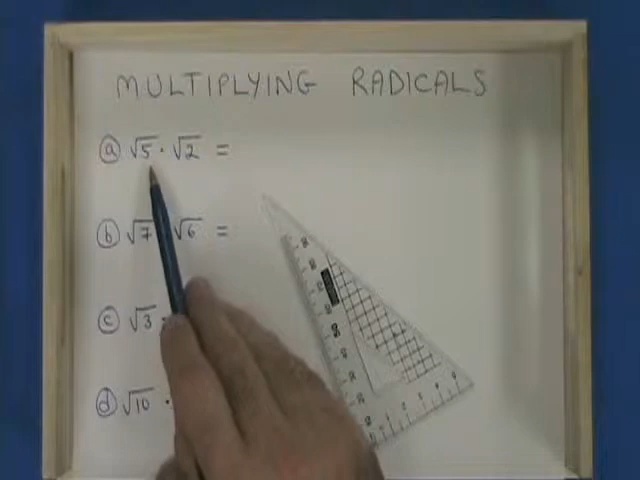 MULTIPLYING RADICALS
ⓐ √5 · √2 =
ⓑ √7 √6 =
ⓒ √3 ·
ⓓ √10 ·